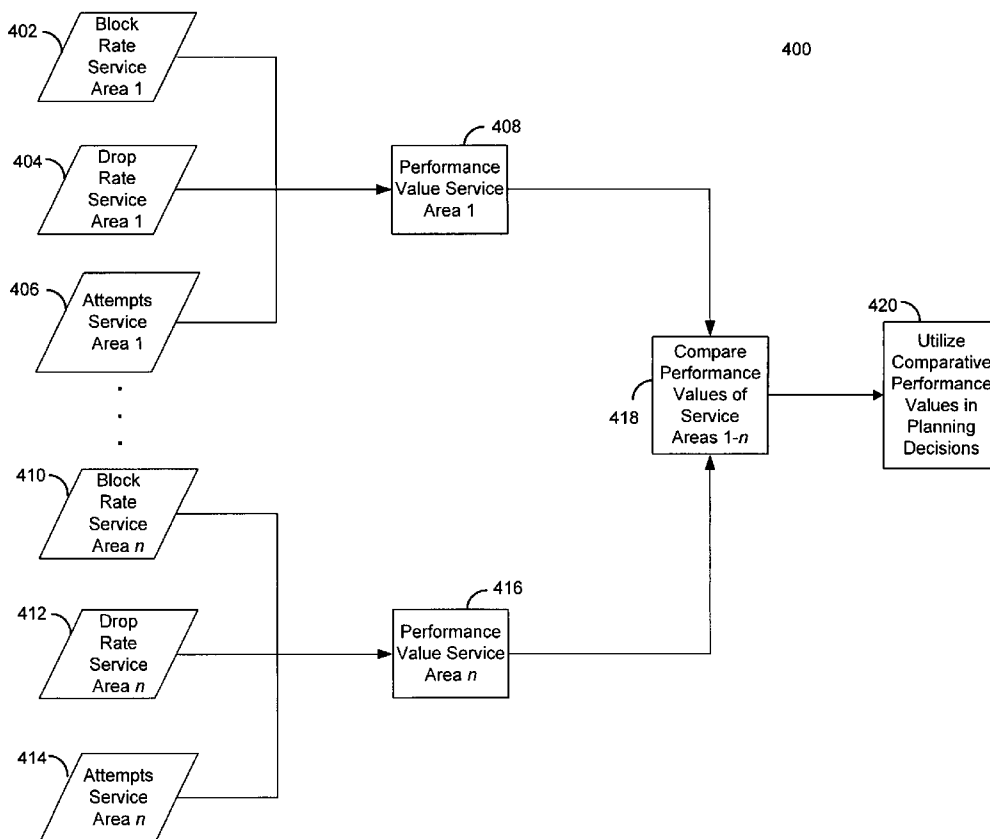 400
402
Block
Rate
Service
Area 1
404
Drop
Rate
Service
Area 1
406
Attempts
Service
Area 1
408
Performance
Value Service
Area 1
410
Block
Rate
Service
Area n
412
Drop
Rate
Service
Area n
414
Attempts
Service
Area n
416
Performance
Value Service
Area n
418
Compare
Performance
Values of
Service
Areas 1-n
420
Utilize
Comparative
Performance
Values in
Planning
Decisions